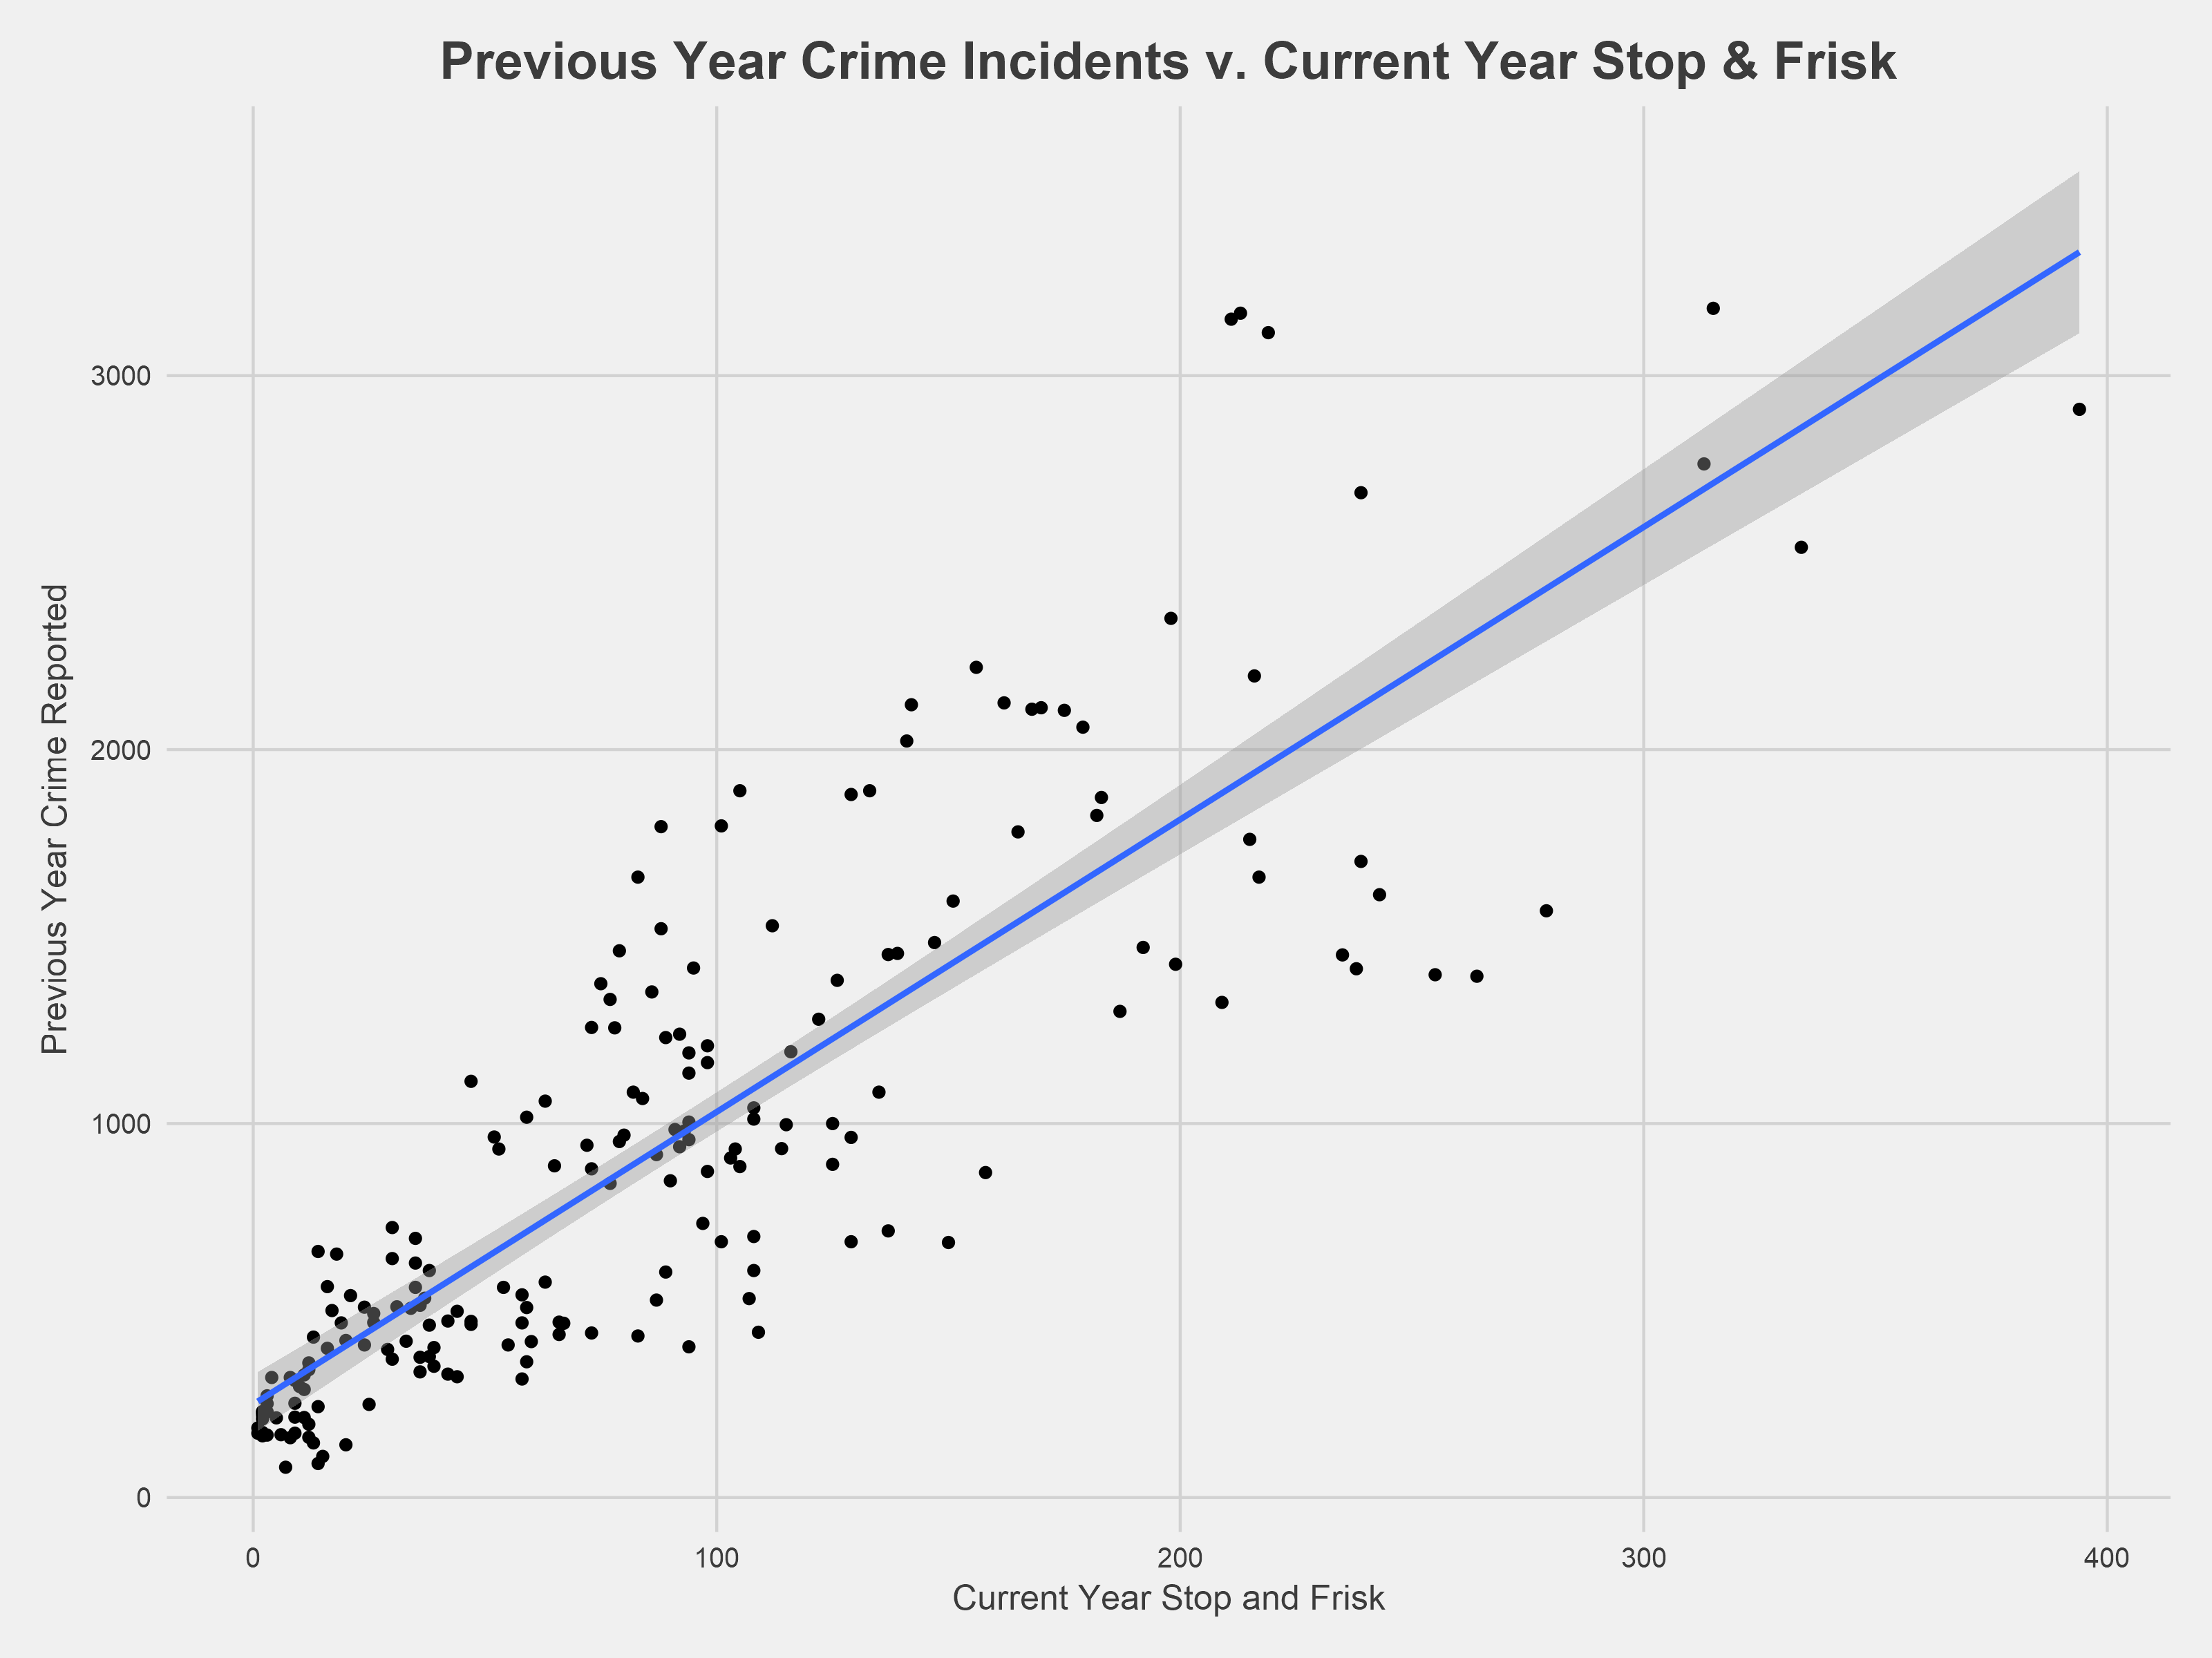 Previous Year Crime Incidents v. Current Year Stop & Frisk
Previous Year Crime Reported
3000
2000
1000
0
0 100 200 300 400
Current Year Stop and Frisk